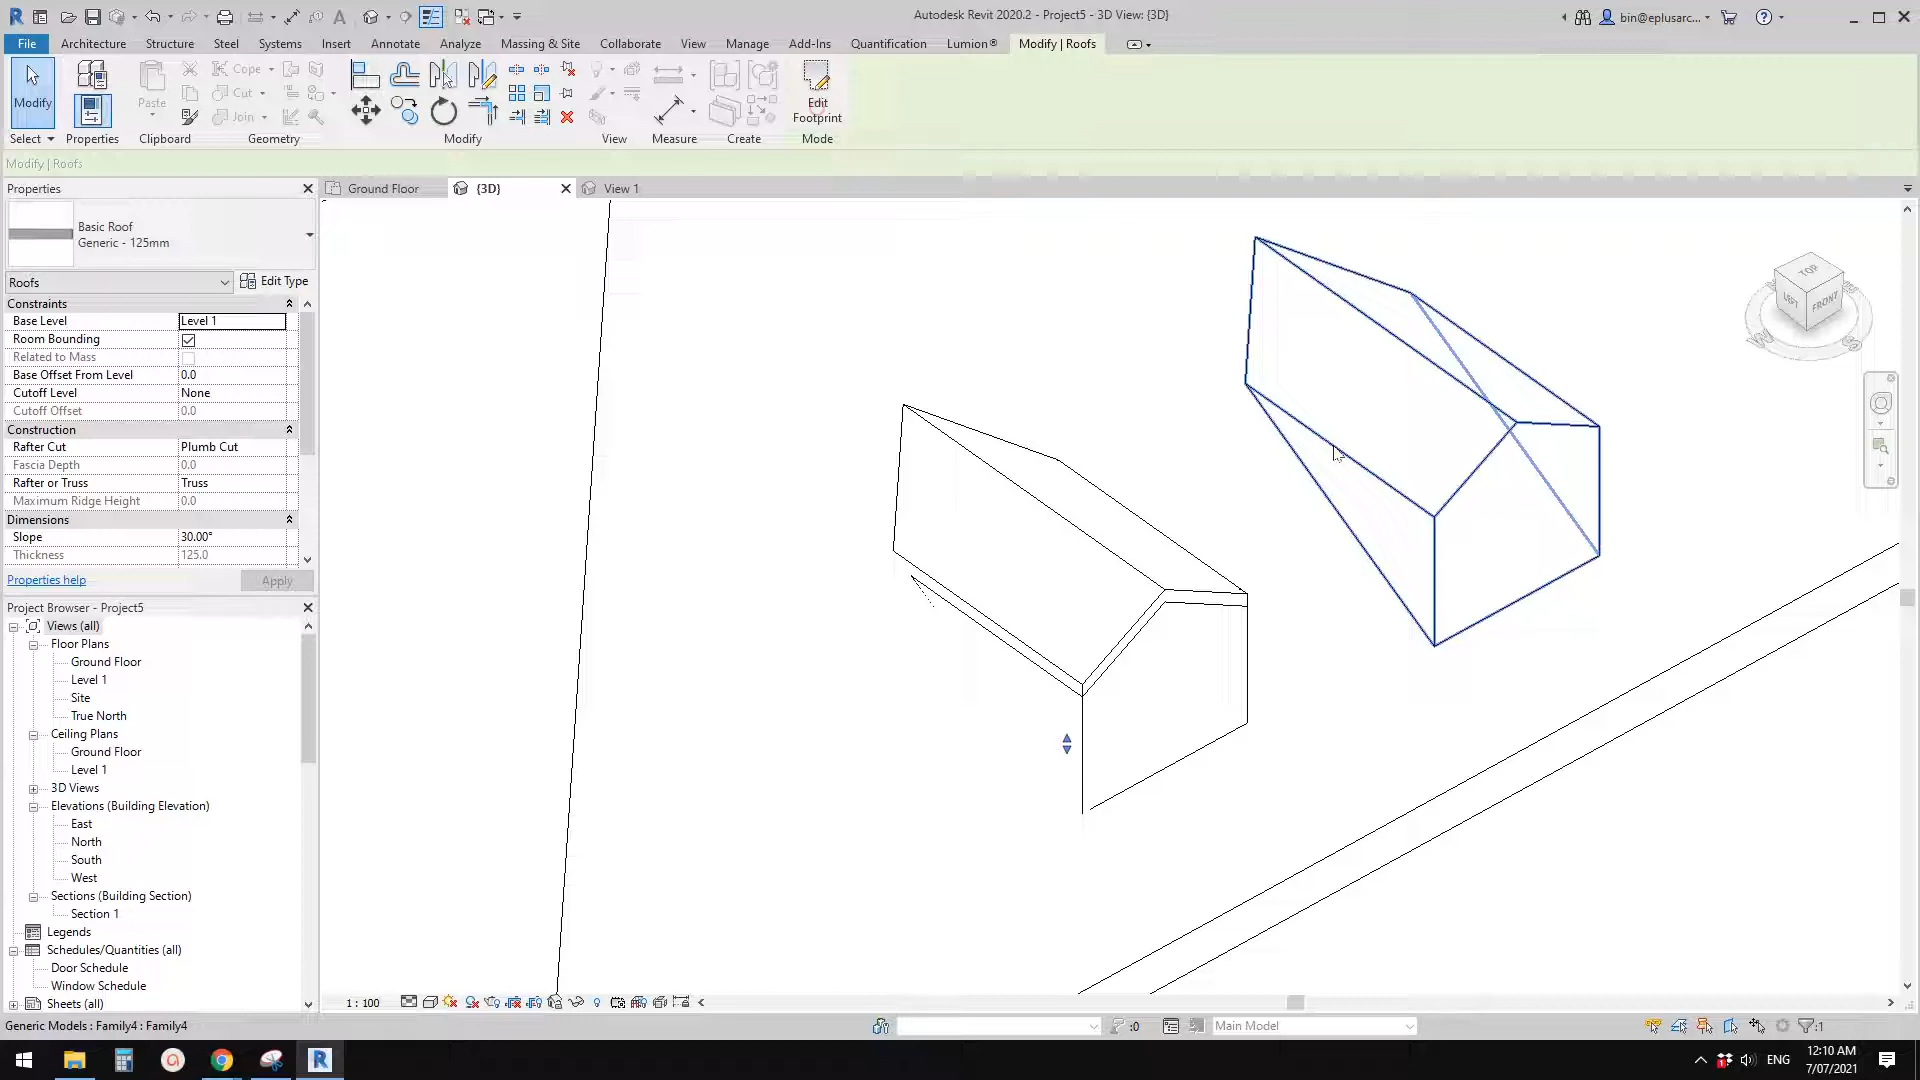 Autodesk Revit 2020.2 - Project5 - 3D View: {3D}
bin@eplusarc...
File Architecture Structure Steel Systems Insert Annotate Analyze Massing & Site Collaborate View Manage Add-Ins Quantification Lumion® Modify | Roofs
Modify
Paste
Cope
Cut
Join
Edit
Footprint
Select Properties Clipboard Geometry Modify View Measure Create Mode
Modify | Roofs
Properties
Ground Floor
{3D}
View 1
Basic Roof
Generic - 125mm
Roofs
Edit Type
Constraints
Base Level Level 1
Room Bounding
Related to Mass
Base Offset From Level 0.0
Cutoff Level None
Cutoff Offset 0.0
Construction
Rafter Cut Plumb Cut
Fascia Depth 0.0
Rafter or Truss Truss
Maximum Ridge Height 0.0
Dimensions
Slope 30.00°
Thickness 125.0
Properties help
Apply
TOP
LEFT
FRONT
W
S
Project Browser - Project5
Views (all)
Floor Plans
Ground Floor
Level 1
Site
True North
Ceiling Plans
Ground Floor
Level 1
3D Views
Elevations (Building Elevation)
East
North
South
West
Sections (Building Section)
Section 1
Legends
Schedules/Quantities (all)
Door Schedule
Window Schedule
Sheets (all)
1 : 100
Generic Models : Family4 : Family4
:0
Main Model
:1
ENG
12:10 AM
7/07/2021